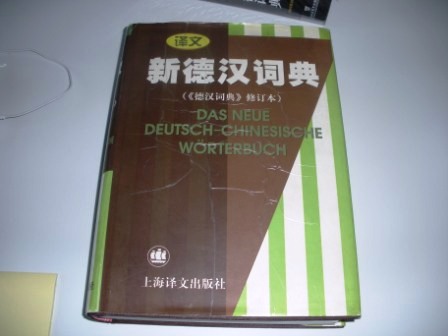 译文
新德汉词典
(《德汉词典》修订本)
DAS NEUE
DEUTSCH-CHINESISCHE
WÖRTERBUCH
上海译文出版社